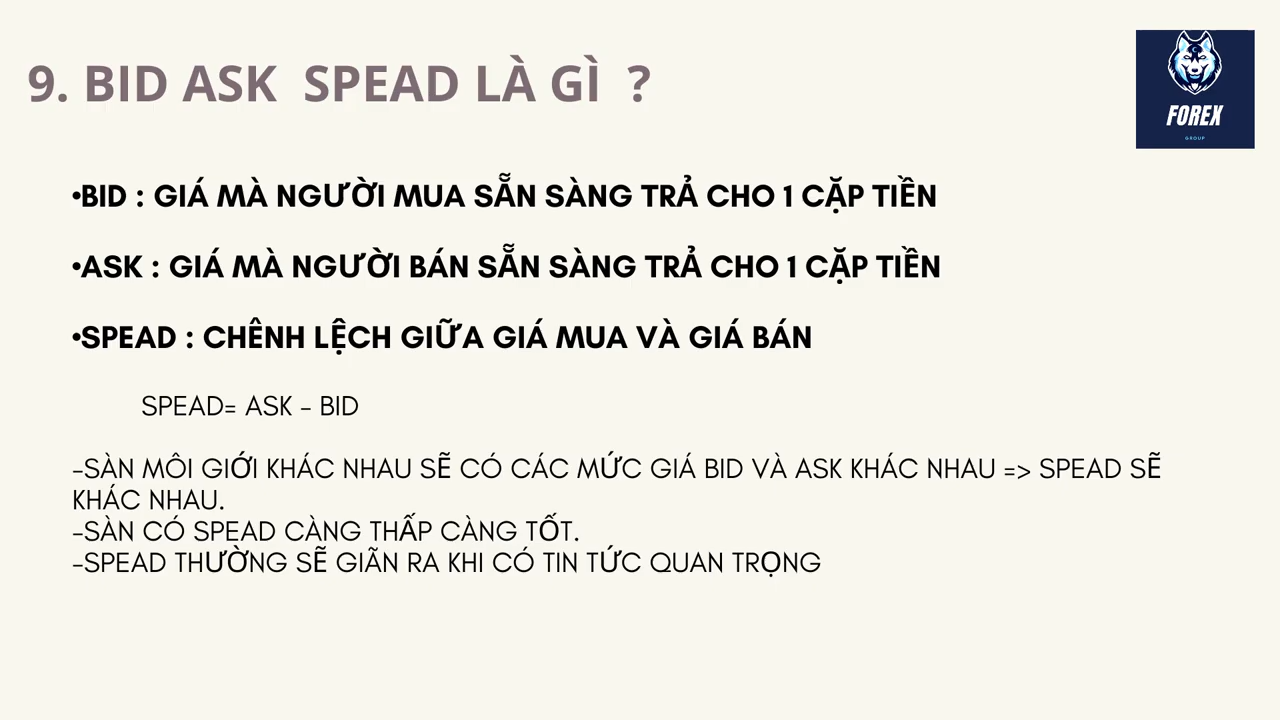 9. BID ASK SPEAD LÀ GÌ ?
FOREX
GROUP
•BID : GIÁ MÀ NGƯỜI MUA SẴN SÀNG TRẢ CHO 1 CẶP TIỀN
•ASK : GIÁ MÀ NGƯỜI BÁN SẴN SÀNG TRẢ CHO 1 CẶP TIỀN
•SPEAD : CHÊNH LỆCH GIỮA GIÁ MUA VÀ GIÁ BÁN
SPEAD= ASK – BID
-SÀN MÔI GIỚI KHÁC NHAU SẼ CÓ CÁC MỨC GIÁ BID VÀ ASK KHÁC NHAU => SPEAD SẼ
KHÁC NHAU.
-SÀN CÓ SPEAD CÀNG THẤP CÀNG TỐT.
-SPEAD THƯỜNG SẼ GIÃN RA KHI CÓ TIN TỨC QUAN TRỌNG